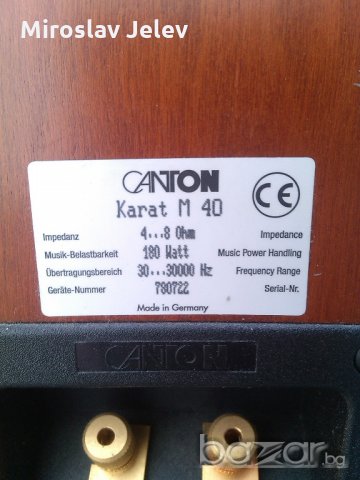 Miroslav Jelev
CANTON
Karat M 40
CE
Impedanz 4...8 Ohm Impedance
Musik-Belastbarkeit 180 Watt Music Power Handling
Übertragungsbereich 30...30000 Hz Frequency Range
Geräte-Nummer 780722 Serial-Nr.
Made in Germany
CANTON
bazar.bg